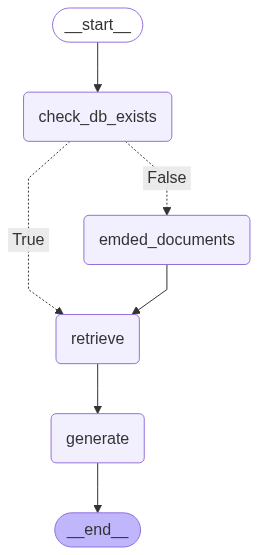 __start__
check_db_exists
False
emded_documents
True
retrieve
generate
__end__